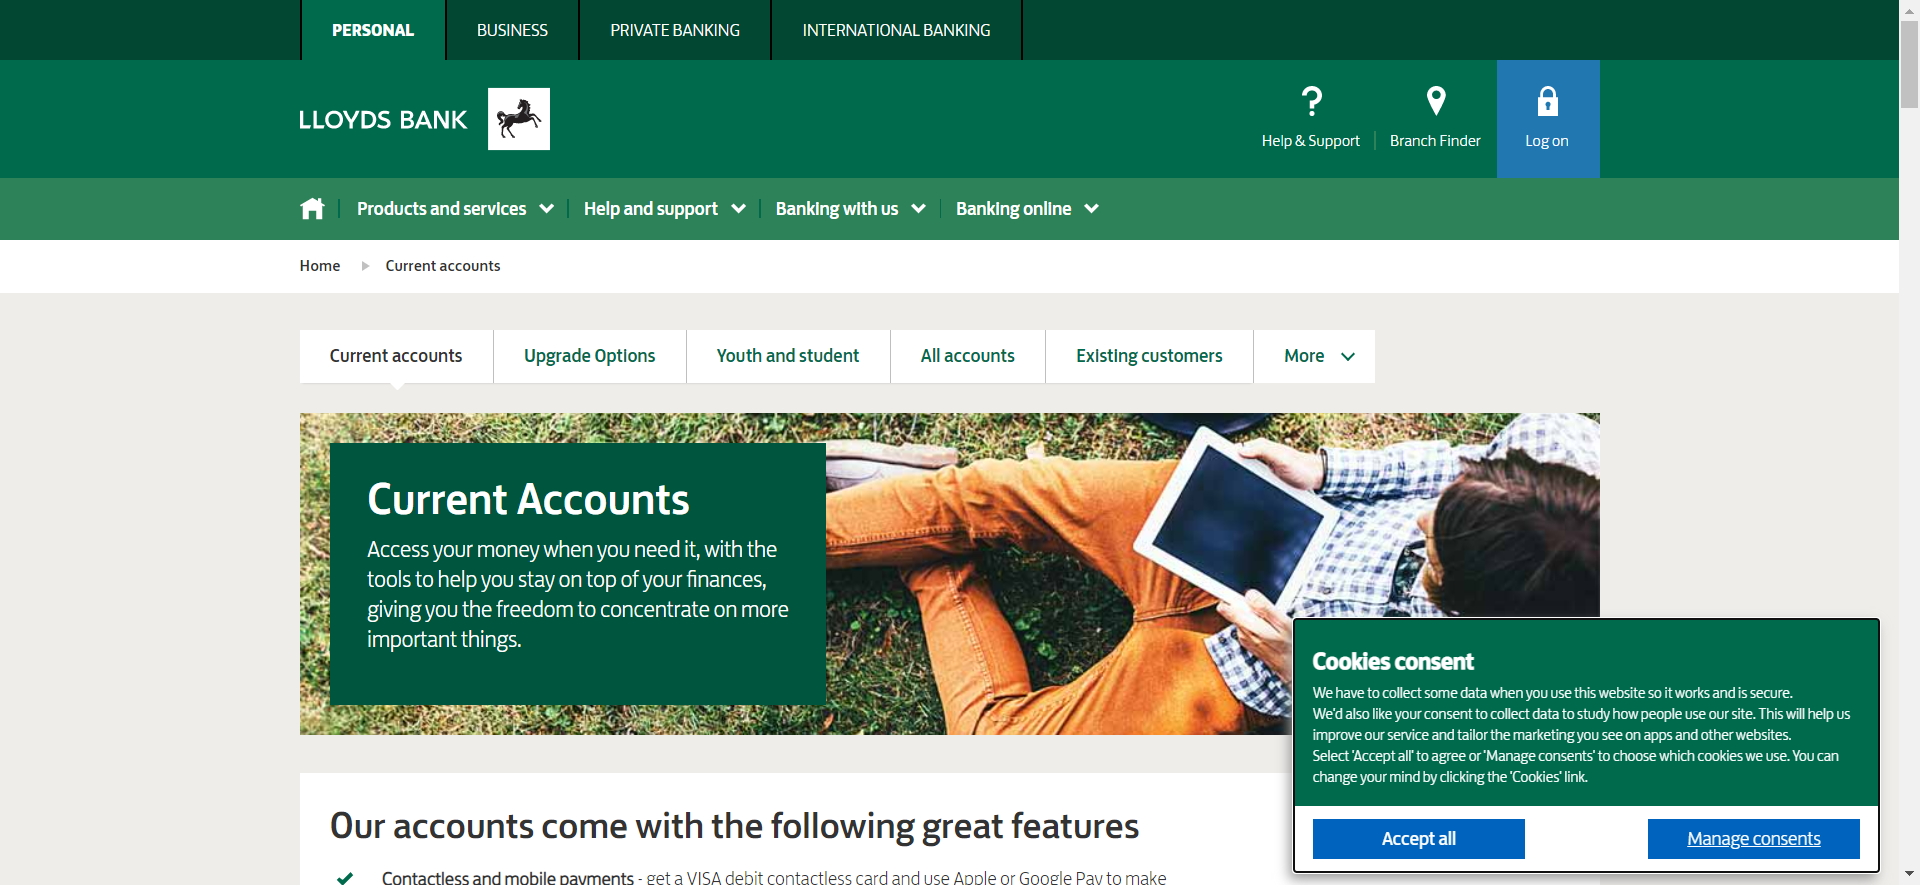 PERSONAL
BUSINESS
PRIVATE BANKING
INTERNATIONAL BANKING
LLOYDS BANK
Help & Support
Branch Finder
Log on
Products and services
Help and support
Banking with us
Banking online
Home
Current accounts
Current accounts
Upgrade Options
Youth and student
All accounts
Existing customers
More
Current Accounts
Access your money when you need it, with the
tools to help you stay on top of your finances,
giving you the freedom to concentrate on more
important things.
Our accounts come with the following great features
Contactless and mobile payments - get a VISA debit contactless card and use Apple or Google Pay to make
Cookies consent
We have to collect some data when you use this website so it works and is secure.
We'd also like your consent to collect data to study how people use our site. This will help us
improve our service and tailor the marketing you see on apps and other websites.
Select 'Accept all' to agree or 'Manage consents' to choose which cookies we use. You can
change your mind by clicking the 'Cookies' link.
Accept all
Manage consents